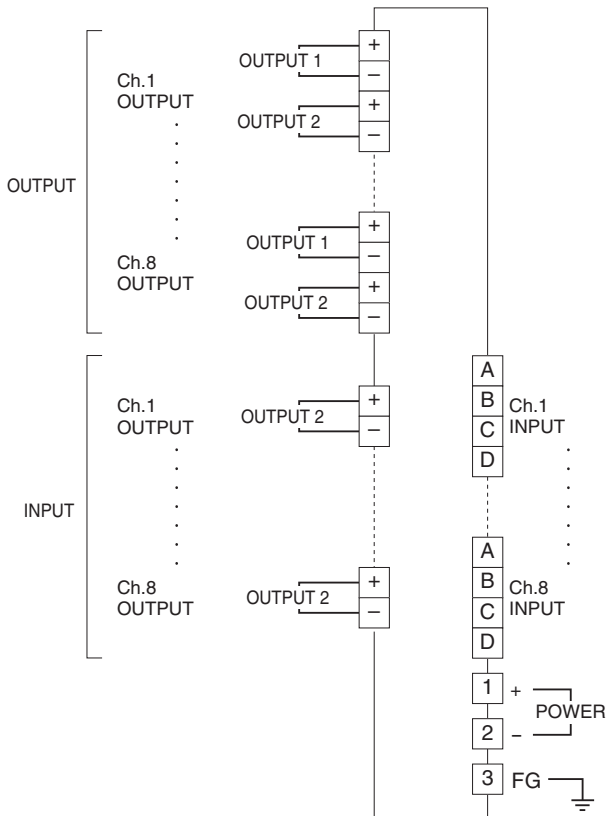 OUTPUT
Ch.1
OUTPUT
OUTPUT 1
+
–
OUTPUT 2
+
–
Ch.8
OUTPUT
OUTPUT 1
+
–
OUTPUT 2
+
–
INPUT
Ch.1
OUTPUT
OUTPUT 2
+
–
Ch.8
OUTPUT
OUTPUT 2
+
–
A
B
C
D
Ch.1
INPUT
A
B
C
D
Ch.8
INPUT
1 +
POWER
2 –
3 FG